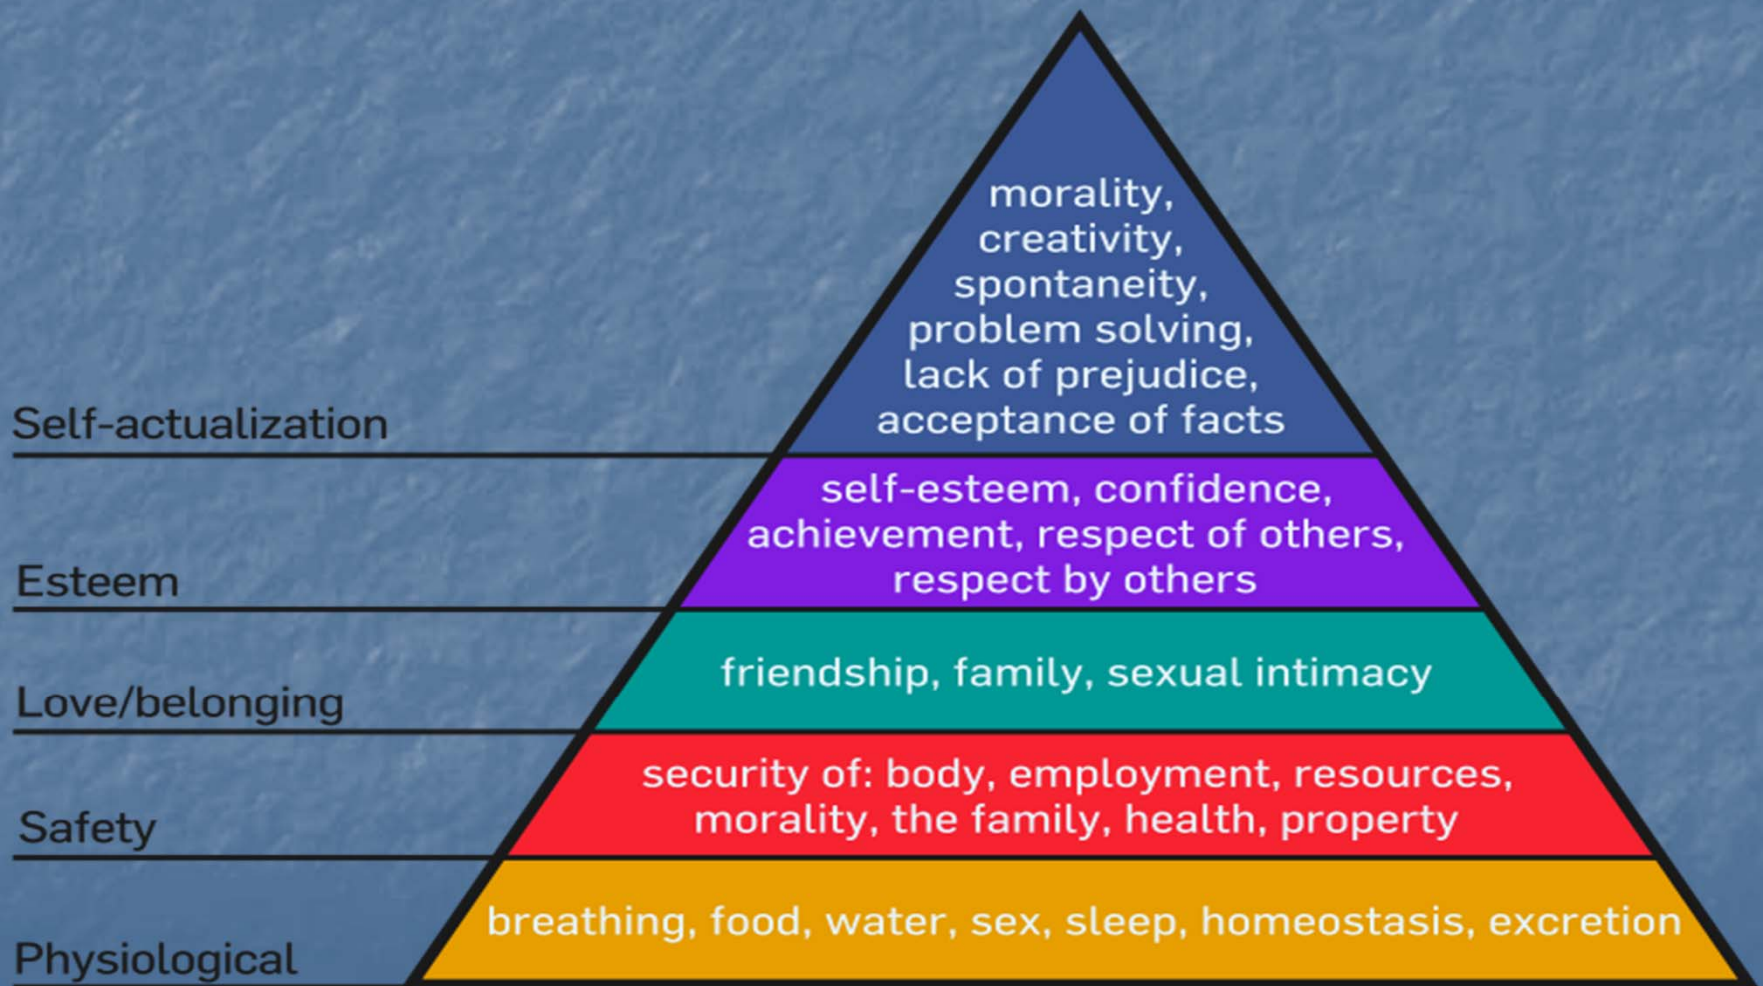 morality,
creativity,
spontaneity,
problem solving,
lack of prejudice,
acceptance of facts
Self-actualization
self-esteem, confidence,
achievement, respect of others,
respect by others
Esteem
friendship, family, sexual intimacy
Love/belonging
security of: body, employment, resources,
morality, the family, health, property
Safety
breathing, food, water, sex, sleep, homeostasis, excretion
Physiological